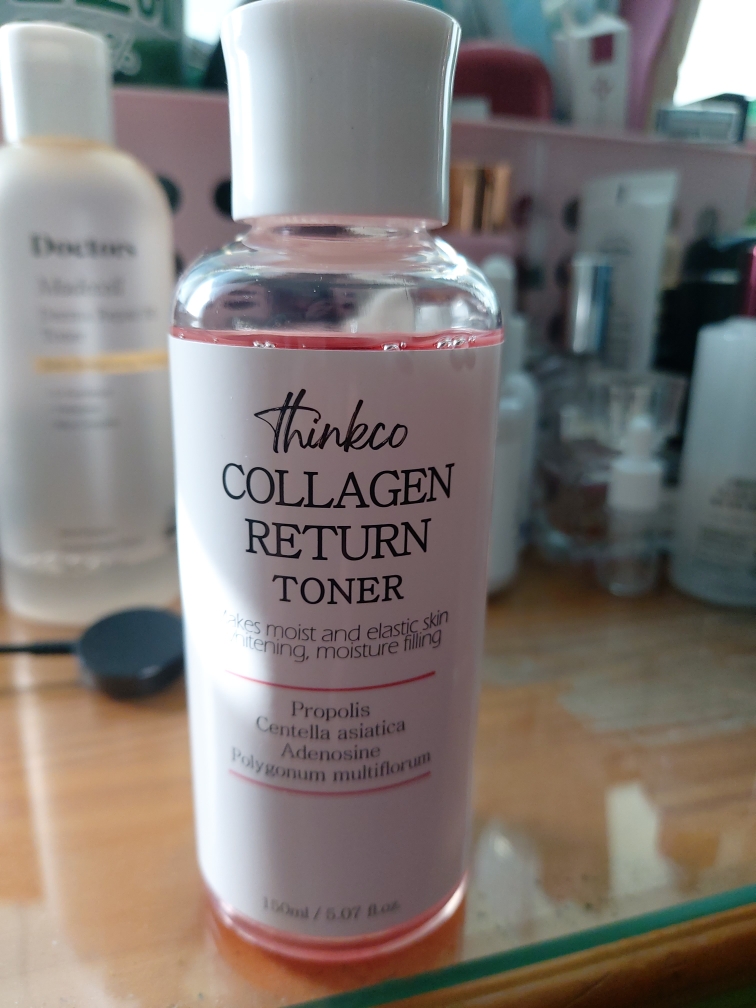 thinkco
COLLAGEN
RETURN
TONER
akes moist and elastic skin
hitening, moisture filling
Propolis
Centella asiatica
Adenosine
Polygonum multiflorum
150ml / 5.07 fl.oz.
Doctors